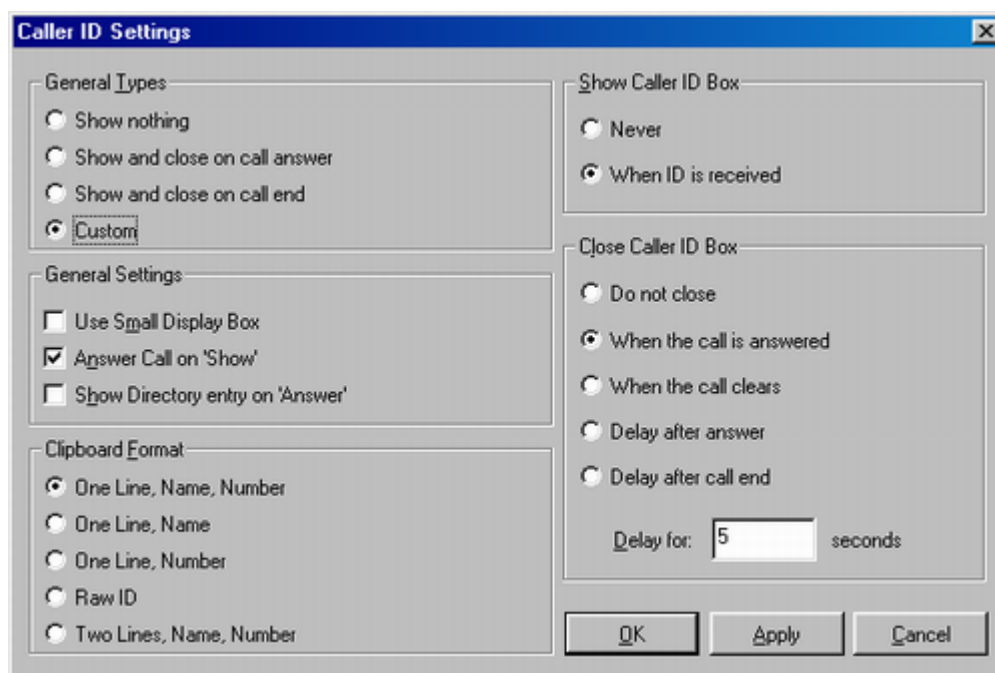 Caller ID Settings
General Types
Show nothing
Show and close on call answer
Show and close on call end
Custom
General Settings
Use Small Display Box
Answer Call on 'Show'
Show Directory entry on 'Answer'
Clipboard Format
One Line, Name, Number
One Line, Name
One Line, Number
Raw ID
Two Lines, Name, Number
Show Caller ID Box
Never
When ID is received
Close Caller ID Box
Do not close
When the call is answered
When the call clears
Delay after answer
Delay after call end
Delay for: 5 seconds
OK Apply Cancel